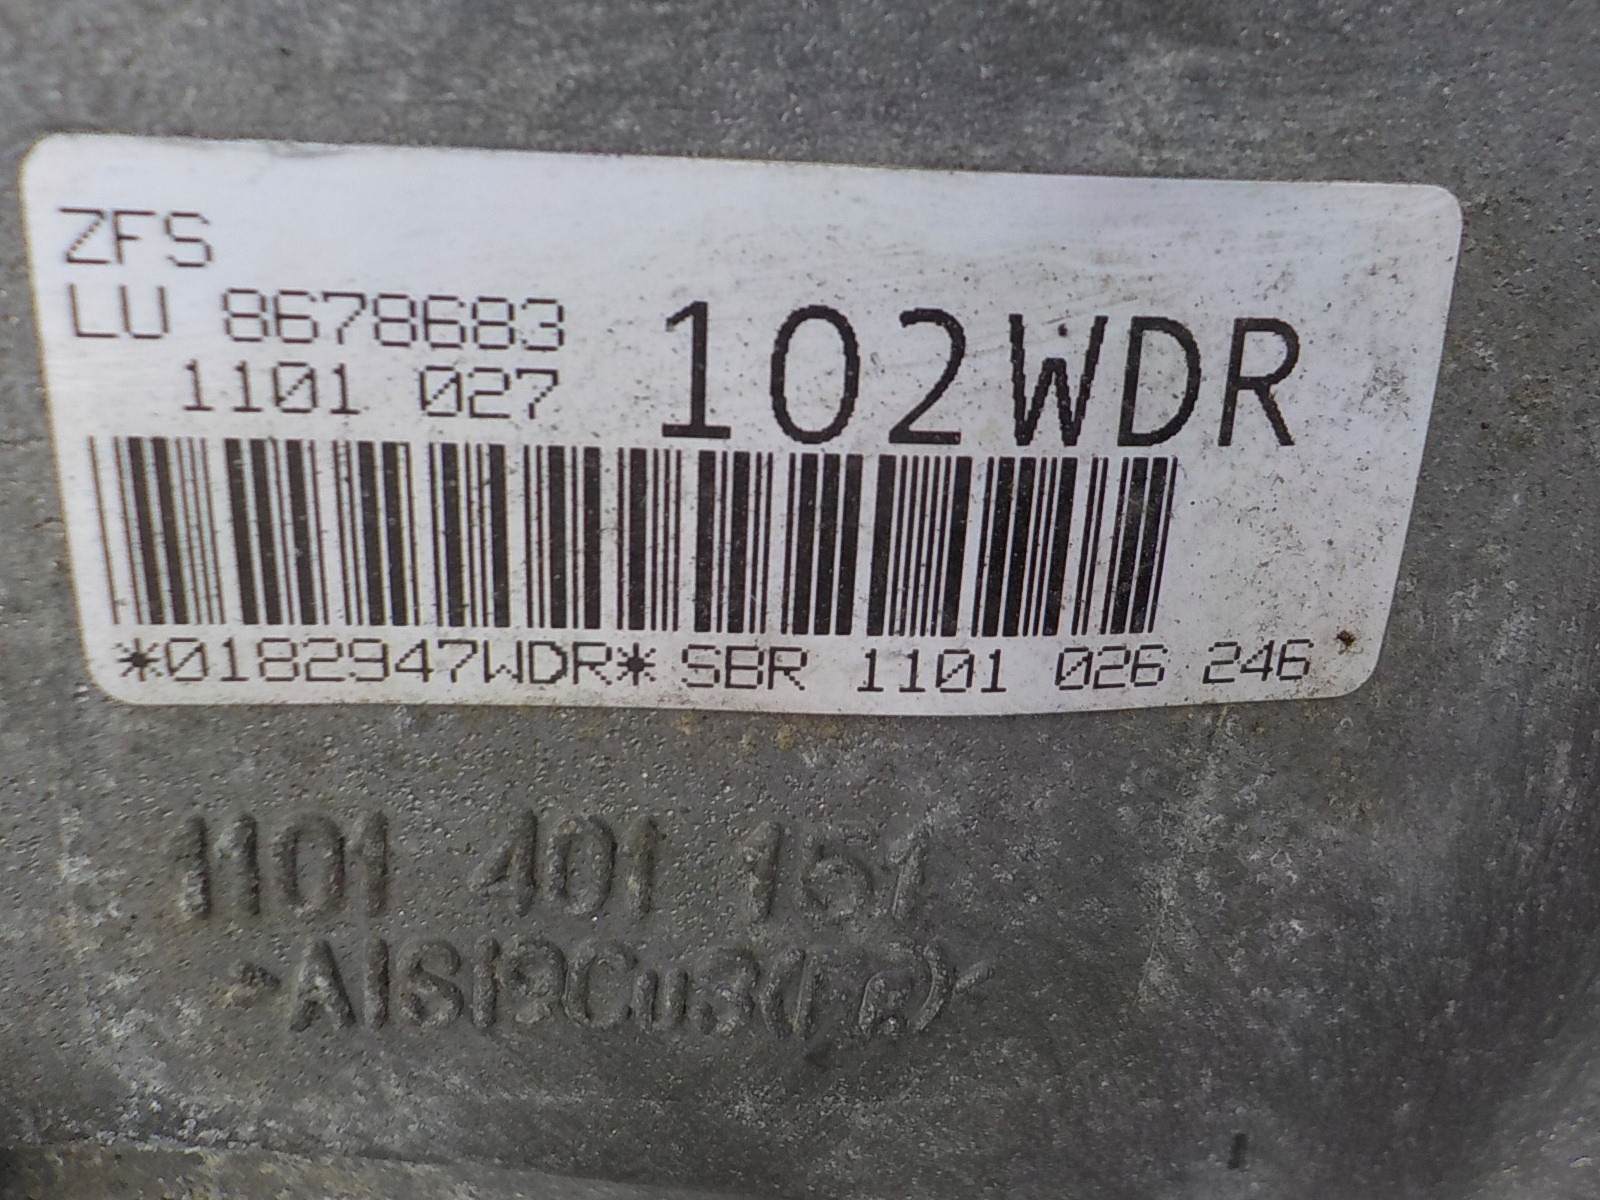 ZFS
LU 8678683
1101 027
102WDR
*0182947WDR* SBR 1101 026 246
1101 401 151
>AlSi9Cu3(Fe)<